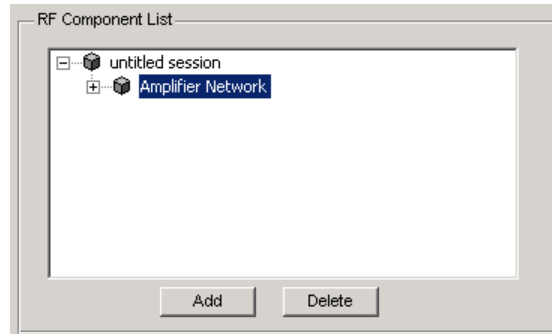 RF Component List
untitled session
Amplifier Network
Add Delete